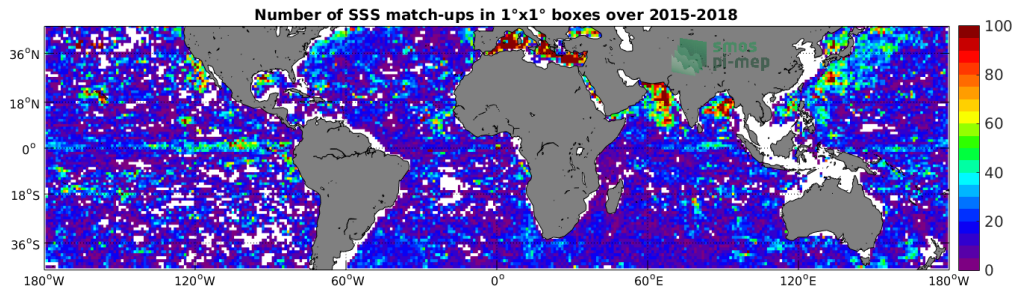 Number of SSS match-ups in 1°x1° boxes over 2015-2018
smos
pi-mep
36°N
18°N
0°
18°S
36°S
180°W 120°W 60°W 0° 60°E 120°E 180°W
100
80
60
40
20
0